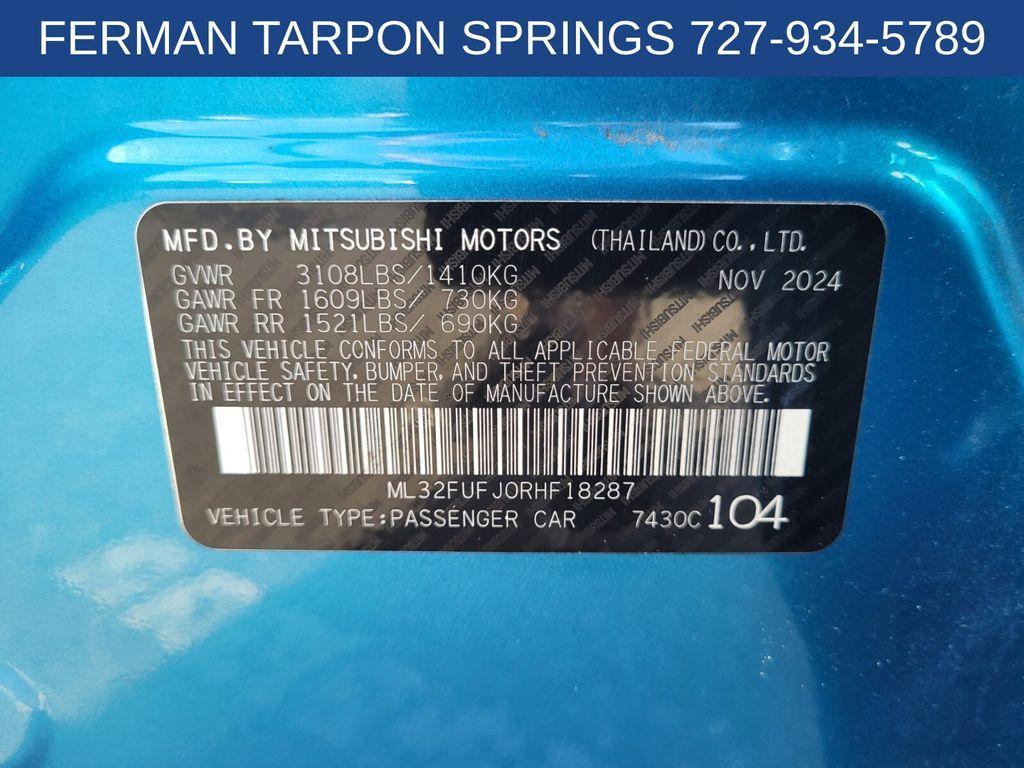 FERMAN TARPON SPRINGS 727-934-5789
MFD.BY MITSUBISHI MOTORS (THAILAND) CO., LTD.
GVWR 3108LBS/1410KG NOV 2024
GAWR FR 1609LBS/ 730KG
GAWR RR 1521LBS/ 690KG
THIS VEHICLE CONFORMS TO ALL APPLICABLE FEDERAL MOTOR
VEHICLE SAFETY, BUMPER, AND THEFT PREVENTION STANDARDS
IN EFFECT ON THE DATE OF MANUFACTURE SHOWN ABOVE.
ML32FUFJ0RHF18287
VEHICLE TYPE:PASSENGER CAR 7430C 104